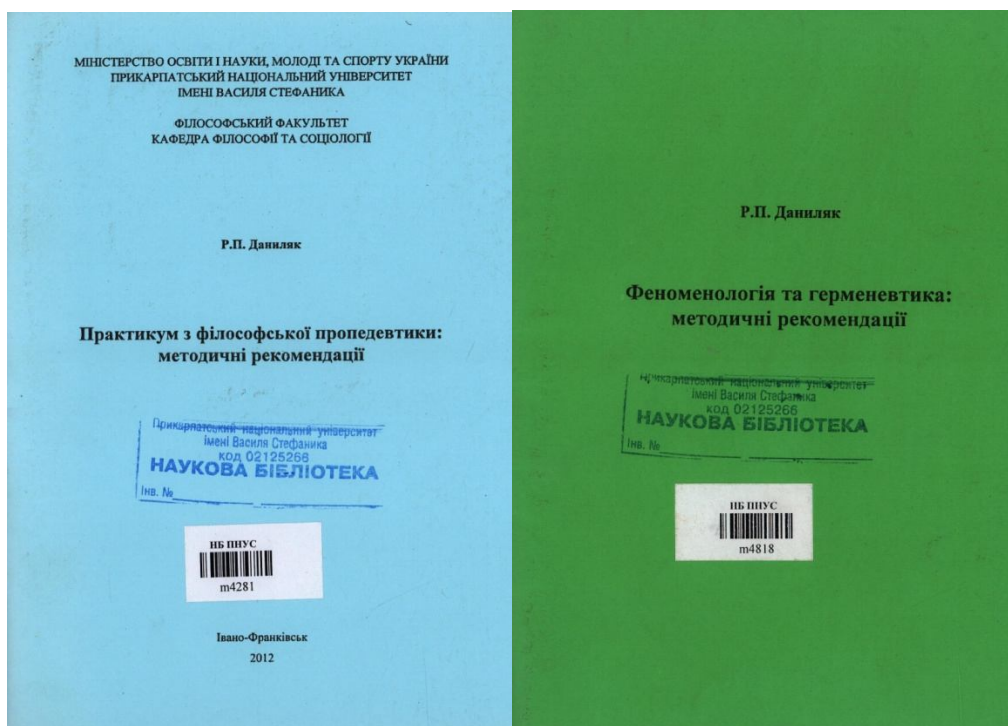 МІНІСТЕРСТВО ОСВІТИ І НАУКИ, МОЛОДІ ТА СПОРТУ УКРАЇНИ
ПРИКАРПАТСЬКИЙ НАЦІОНАЛЬНИЙ УНІВЕРСИТЕТ
ІМЕНІ ВАСИЛЯ СТЕФАНИКА
ФІЛОСОФСЬКИЙ ФАКУЛЬТЕТ
КАФЕДРА ФІЛОСОФІЇ ТА СОЦІОЛОГІЇ
Р.П. Даниляк
Практикум з філософської пропедевтики:
методичні рекомендації
Прикарпатський національний університет
імені Василя Стефаника
код 02125266
НАУКОВА БІБЛІОТЕКА
Інв. №
НБ ПНУС
m4281
Івано-Франківськ
2012
Р.П. Даниляк
Феноменологія та герменевтика:
методичні рекомендації
Прикарпатський національний університет
імені Василя Стефаника
код 02125266
НАУКОВА БІБЛІОТЕКА
Інв. №
НБ ПНУС
m4818